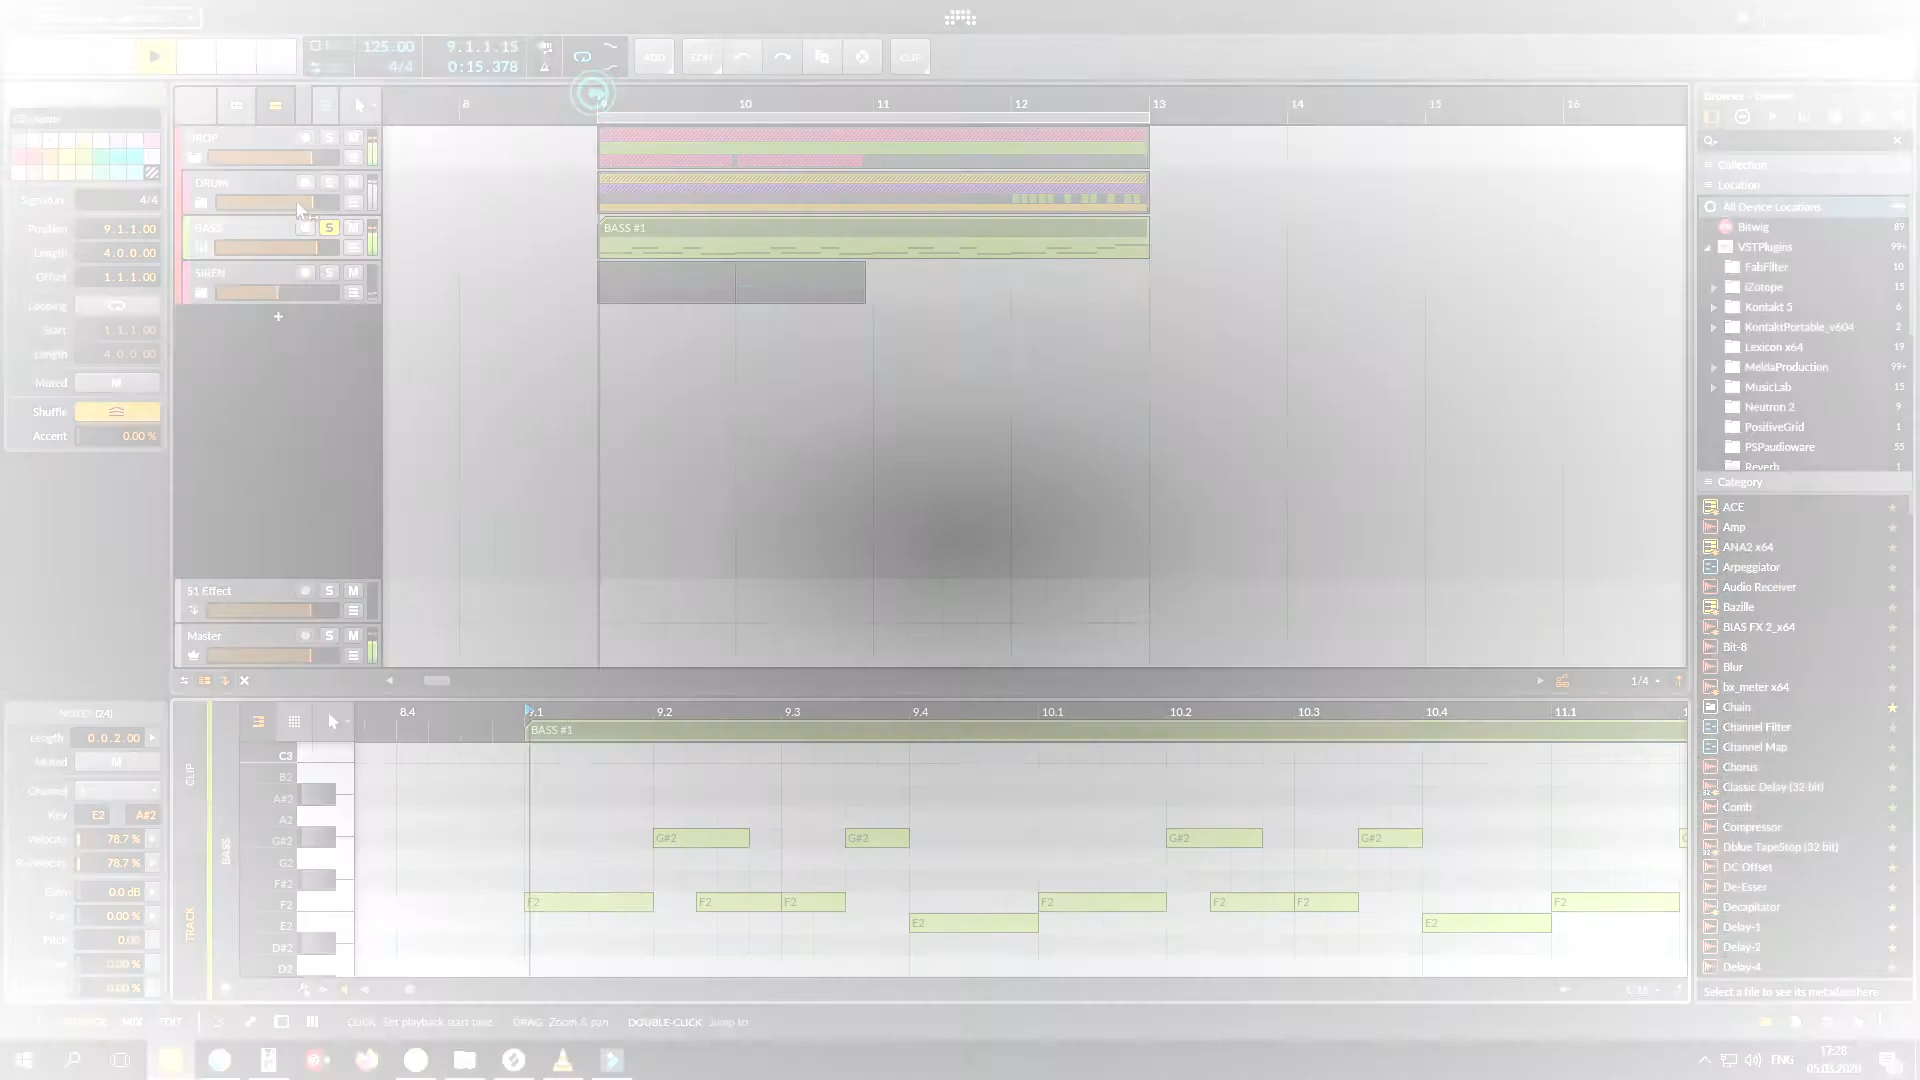 125.00
4/4
9.1.1.15
0:15.378
ADD
EDIT
CLIP
8
9
10
11
12
13
14
15
16
DROP
S
M
DRUM
S
M
BASS
S
M
SIREN
S
M
BASS #1
+
S1 Effect
S
M
Master
S
M
1/4
Signature 4/4
Position 9.1.1.00
Length 4.0.0.00
Offset 1.1.1.00
Looping
Start 1.1.1.00
Length 4.0.0.00
Muted M
Shuffle
Accent 0.00 %
NOTES (24)
Length 0.0.2.00
Muted M
Channel
Key E2 A#2
Velocity 78.7 %
R-Velocity 78.7 %
Gain 0.0 dB
Pan 0.00 %
Pitch 0.00
0.00 %
0.00 %
CLIP
TRACK
BASS
8.4
9.1
9.2
9.3
9.4
10.1
10.2
10.3
10.4
11.1
BASS #1
C3
B2
A#2
A2
G#2
G2
F#2
F2
E2
D#2
D2
G#2
G#2
G#2
G#2
F2
F2
F2
F2
F2
F2
F2
E2
E2
1/16
Collection
Location
All Device Locations
Bitwig 89
VSTPlugins 99+
FabFilter 10
iZotope 15
Kontakt 5 6
KontaktPortable_v604 2
Lexicon x64 19
MeldaProduction 99+
MusicLab 15
Neutron 2 9
PositiveGrid 1
PSPaudioware 55
Reverb 1
Category
ACE
Amp
ANA2 x64
Arpeggiator
Audio Receiver
Bazille
BIAS FX 2_x64
Bit-8
Blur
bx_meter x64
Chain
Channel Filter
Channel Map
Chorus
Classic Delay (32 bit)
Comb
Compressor
Dblue TapeStop (32 bit)
DC Offset
De-Esser
Decapitator
Delay-1
Delay-2
Delay-4
Select a file to see its metadata here
MIX
EDIT
CLICK Set playback start time DRAG Zoom & pan DOUBLE-CLICK Jump to
ENG
17:28
05.03.2020